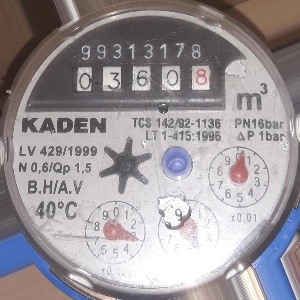 99313178
03608
m³
KADEN
TCS 142/92-1136 PN16bar
LT 1-415:1996 ΔP 1bar
LV 429/1999
N 0,6/Qp 1,5
B.H/A.V
40°C
x0,01